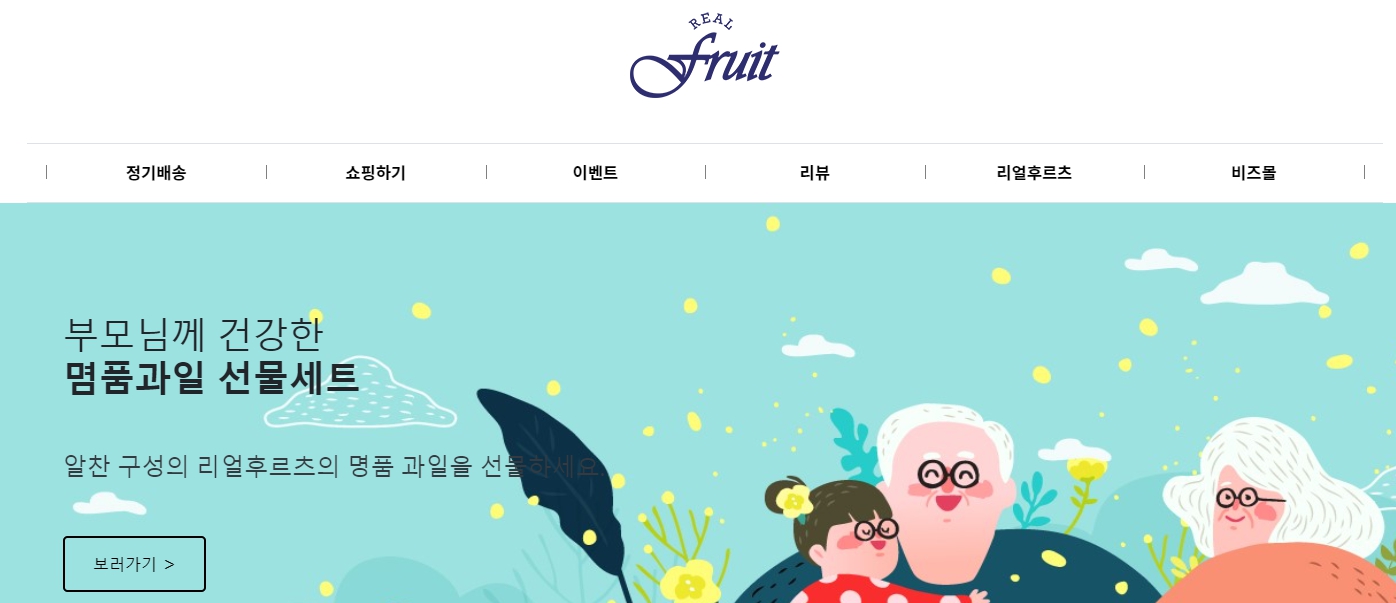 REAL
fruit
정기배송
쇼핑하기
이벤트
리뷰
리얼후르츠
비즈몰
부모님께 건강한
명품과일 선물세트
알찬 구성의 리얼후르츠의 명품 과일을 선물하세요
보러가기 >